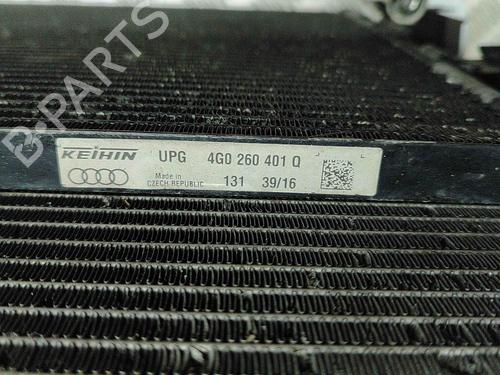 B-PARTS
KEIHIN UPG 4G0 260 401 Q
Made in
CZECH REPUBLIC 131 39/16